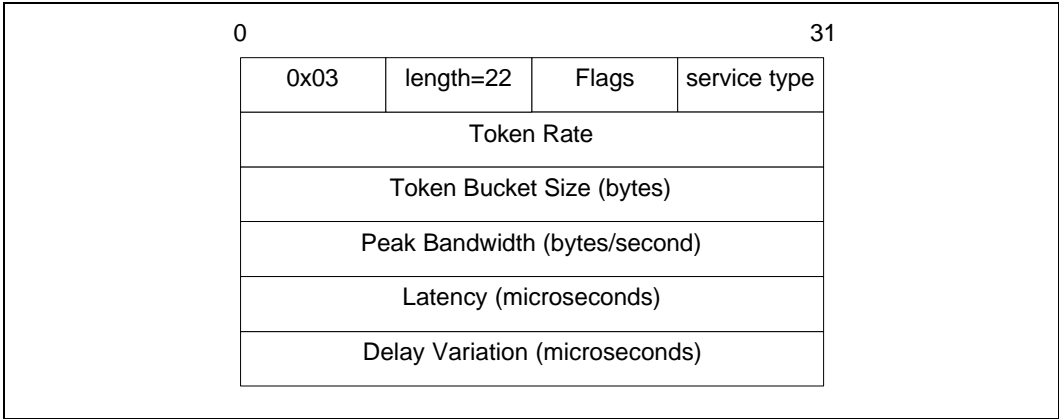 0 31
0x03 length=22 Flags service type
Token Rate
Token Bucket Size (bytes)
Peak Bandwidth (bytes/second)
Latency (microseconds)
Delay Variation (microseconds)